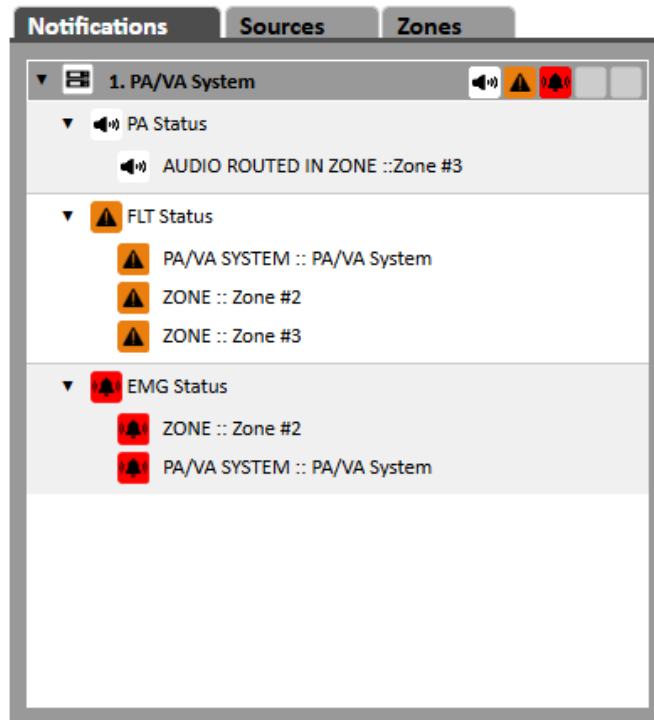 Notifications Sources Zones
1. PA/VA System
PA Status
AUDIO ROUTED IN ZONE ::Zone #3
FLT Status
PA/VA SYSTEM :: PA/VA System
ZONE :: Zone #2
ZONE :: Zone #3
EMG Status
ZONE :: Zone #2
PA/VA SYSTEM :: PA/VA System